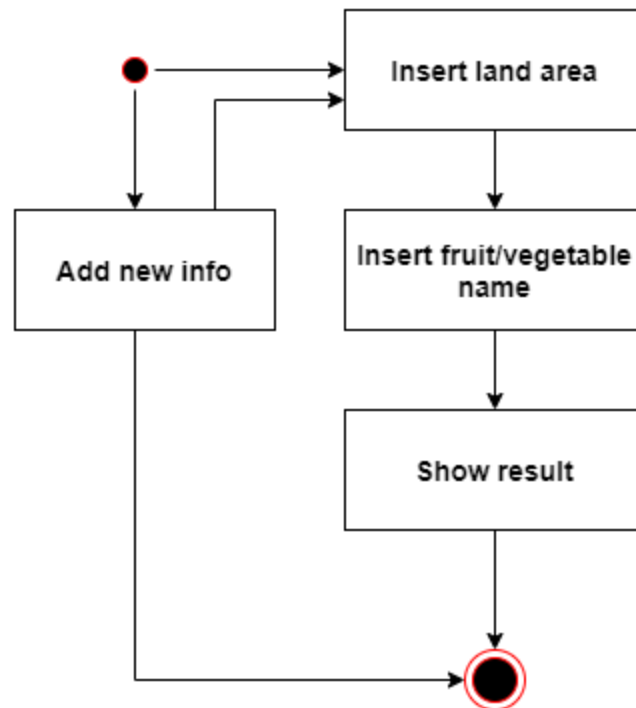 Insert land area
Add new info
Insert fruit/vegetable
name
Show result